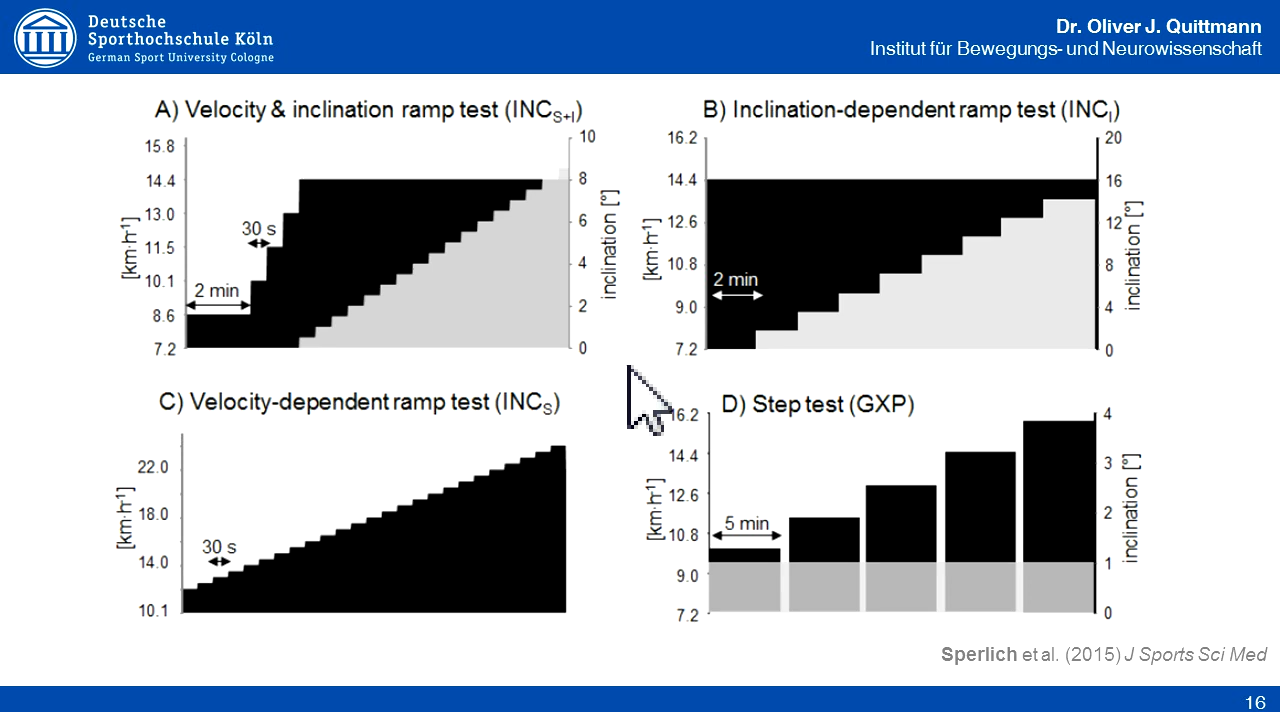 Deutsche
Sporthochschule Köln
German Sport University Cologne
Dr. Oliver J. Quittmann
Institut für Bewegungs- und Neurowissenschaft
A) Velocity & inclination ramp test (INCS+I)
15.8
14.4
13.0
11.5
10.1
8.6
7.2
[km·h-1]
30 s
2 min
10
8
6
4
2
0
inclination [°]
B) Inclination-dependent ramp test (INCI)
16.2
14.4
12.6
10.8
9.0
7.2
[km·h-1]
2 min
20
16
12
8
4
0
inclination [°]
C) Velocity-dependent ramp test (INCS)
22.0
18.0
14.0
10.1
[km·h-1]
30 s
D) Step test (GXP)
16.2
14.4
12.6
10.8
9.0
7.2
[km·h-1]
5 min
4
3
2
1
0
inclination [°]
Sperlich et al. (2015) J Sports Sci Med
16